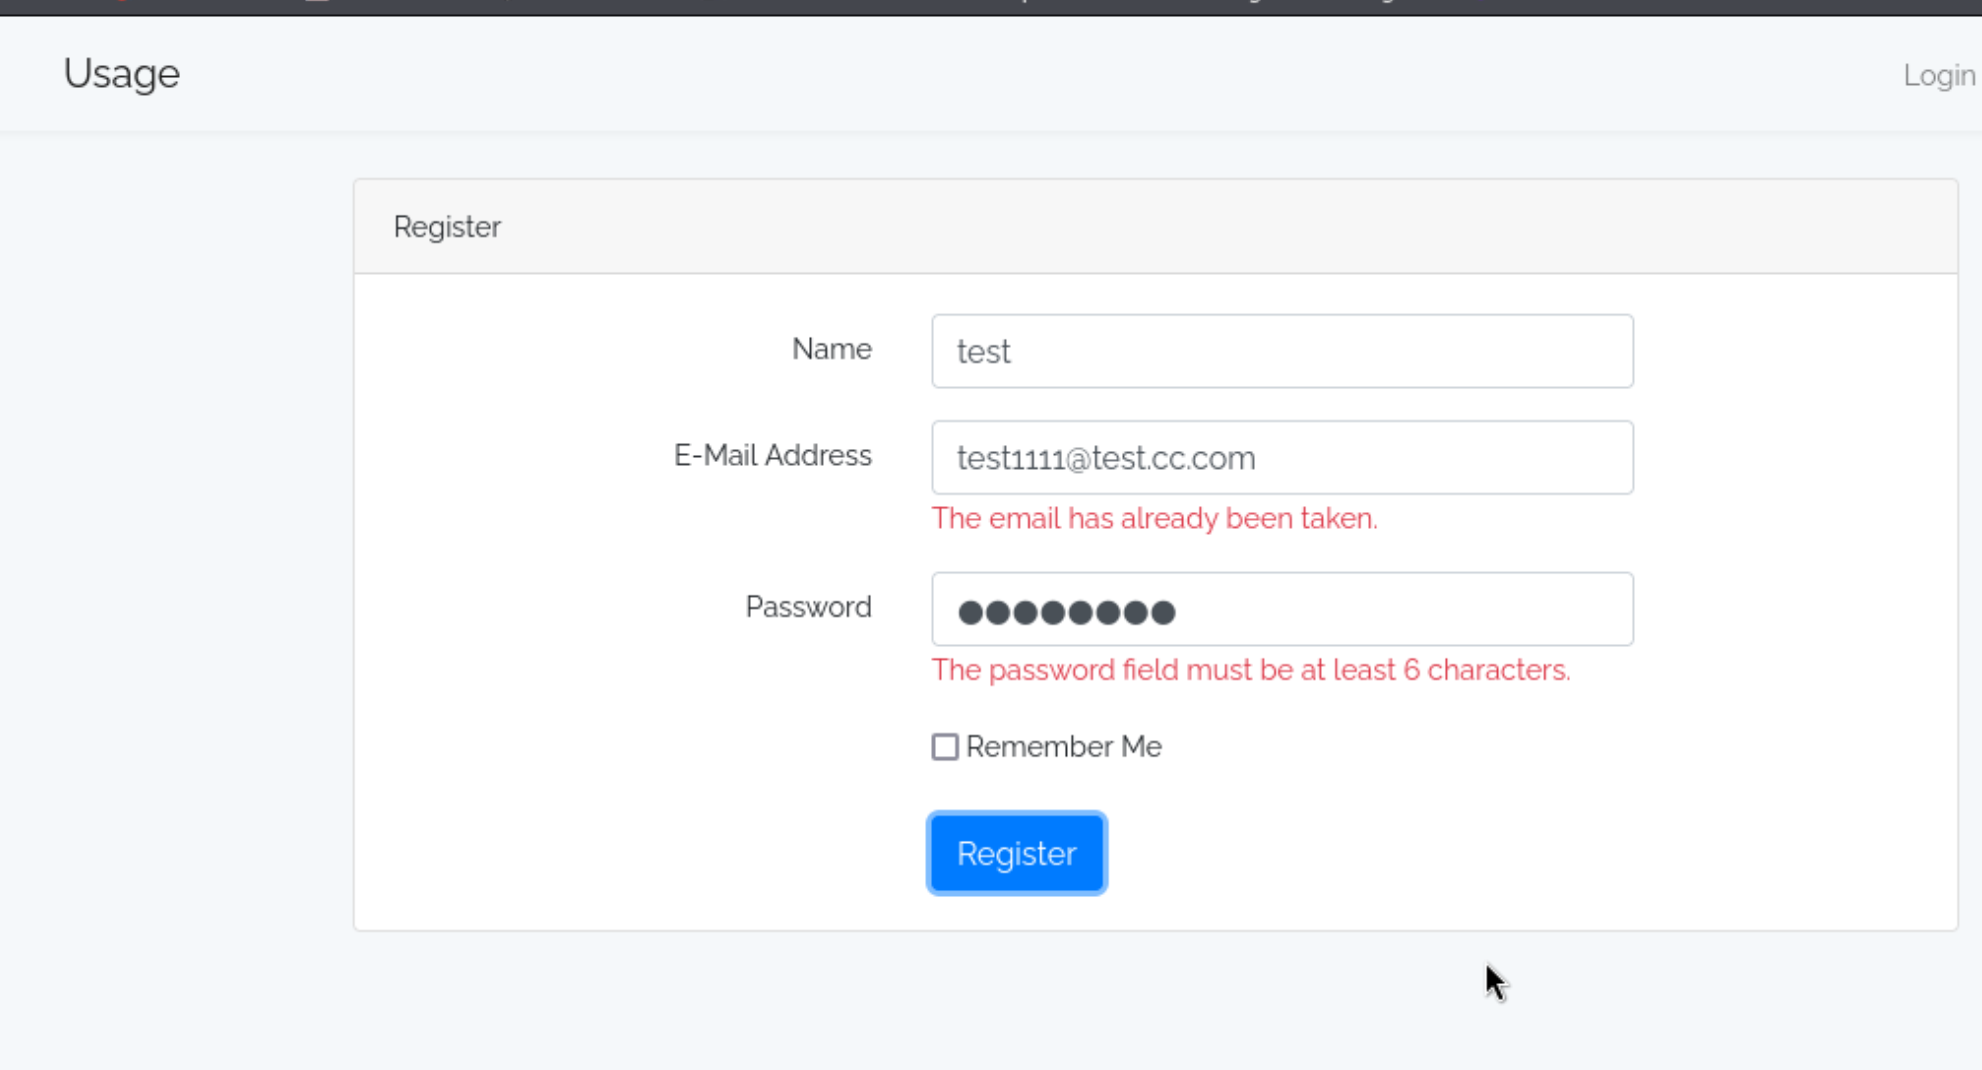 Usage
Login
Register
Name
test
E-Mail Address
test1111@test.cc.com
The email has already been taken.
Password
●●●●●●●●
The password field must be at least 6 characters.
Remember Me
Register